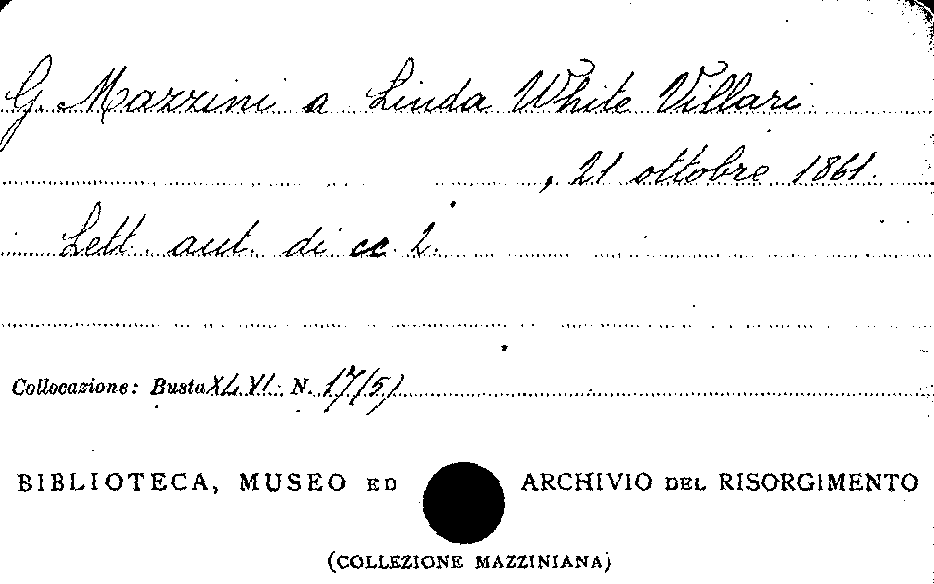 G. Mazzini a Linda White Villari
, 21 ottobre 1861.
Lett. aut. di cc. 2.
Collocazione: Busta XLVI. N. 17(5)
BIBLIOTECA, MUSEO ED ARCHIVIO DEL RISORGIMENTO
(COLLEZIONE MAZZINIANA)